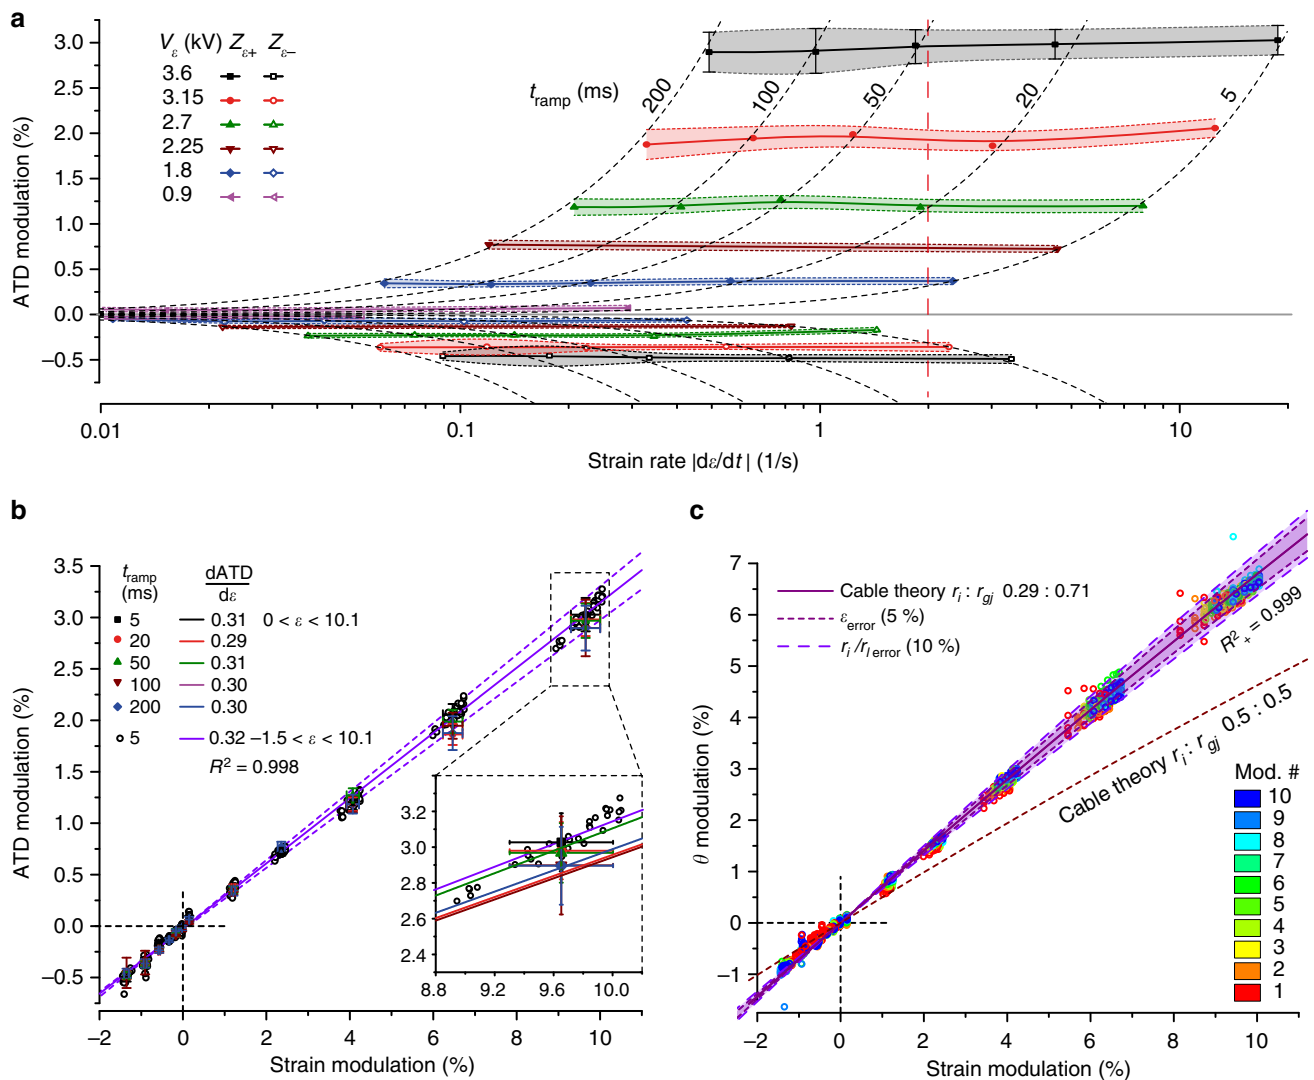 a
V_ε (kV) Z_ε+ Z_ε−
3.6
3.15
2.7
2.25
1.8
0.9
t_ramp (ms)
200
100
50
20
5
3.0
2.5
2.0
1.5
1.0
0.5
0.0
−0.5
ATD modulation (%)
0.01 0.1 1 10
Strain rate |dε/dt| (1/s)
b
t_ramp (ms)
dATD/dε
5 0.31 0 < ε < 10.1
20 0.29
50 0.31
100 0.30
200 0.30
5 0.32 −1.5 < ε < 10.1
R² = 0.998
3.5
3.0
2.5
2.0
1.5
1.0
0.5
0.0
−0.5
ATD modulation (%)
3.2
3.0
2.8
2.6
2.4
8.8 9.2 9.6 10.0
−2 0 2 4 6 8 10
Strain modulation (%)
c
Cable theory r_i : r_gj 0.29 : 0.71
ε_error (5 %)
r_i /r_l error (10 %)
R²_+ = 0.999
Cable theory r_i : r_gj 0.5 : 0.5
Mod. #
10
9
8
7
6
5
4
3
2
1
7
6
5
4
3
2
1
0
−1
θ modulation (%)
−2 0 2 4 6 8 10
Strain modulation (%)